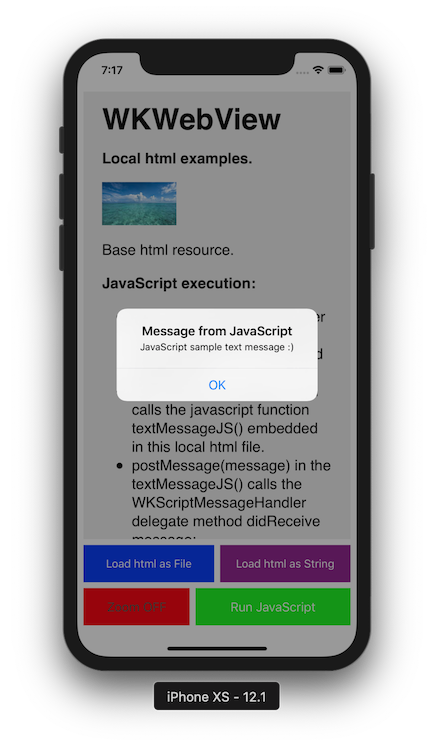 7:17
WKWebView
Local html examples.
Base html resource.
JavaScript execution:
Message from JavaScript
JavaScript sample text message :)
OK
calls the javascript function
textMessageJS() embedded
in this local html file.
postMessage(message) in the
textMessageJS() calls the
WKScriptMessageHandler
delegate method didReceive
message:
Load html as File
Load html as String
Zoom OFF
Run JavaScript
iPhone XS - 12.1